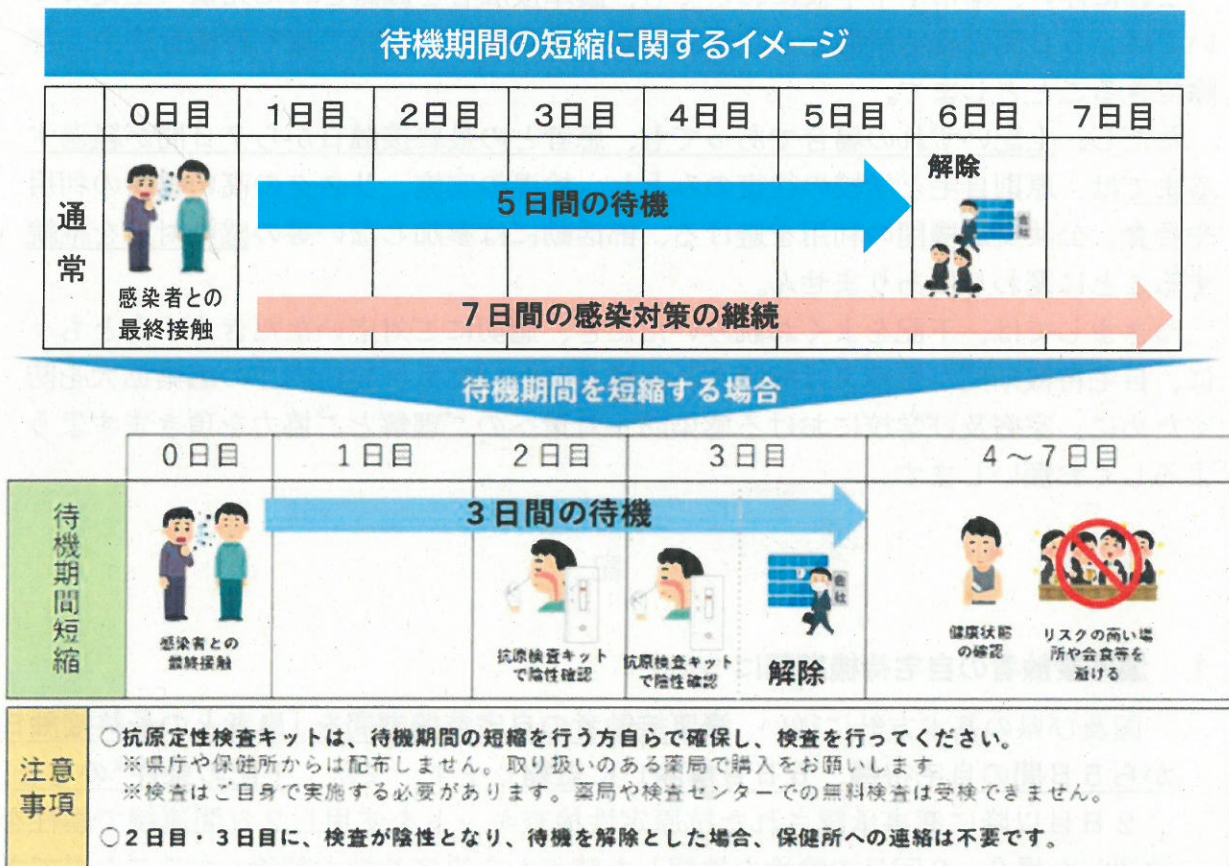 待機期間の短縮に関するイメージ
0日目 1日目 2日目 3日目 4日目 5日目 6日目 7日目
通常
感染者との
最終接触
5日間の待機
解除
会社
7日間の感染対策の継続
待機期間を短縮する場合
0日目 1日目 2日目 3日目 4～7日目
待機期間短縮
感染者との
最終接触
3日間の待機
抗原検査キット
で陰性確認
抗原検査キット
で陰性確認
会社
解除
健康状態
の確認
リスクの高い場
所や会食等を
避ける
注意
事項
○抗原定性検査キットは、待機期間の短縮を行う方自らで確保し、検査を行ってください。
※県庁や保健所からは配布しません。取り扱いのある薬局で購入をお願いします。
※検査はご自身で実施する必要があります。薬局や検査センターでの無料検査は受検できません。
○2日目・3日目に、検査が陰性となり、待機を解除とした場合、保健所への連絡は不要です。